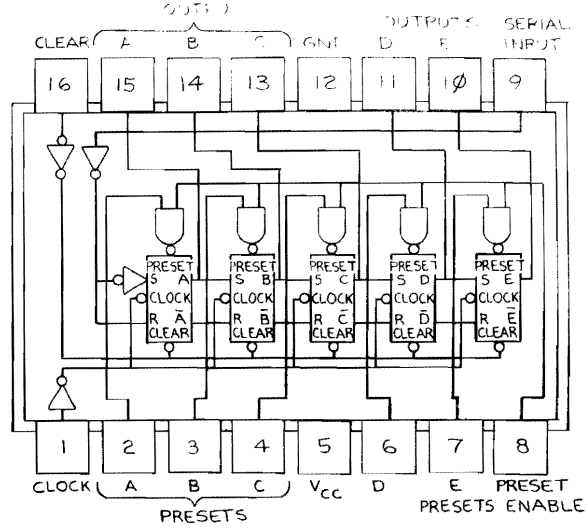 OUTPUTS SERIAL
CLEAR A B C GND D E INPUT
16 15 14 13 12 11 10 9
PRESET PRESET PRESET PRESET PRESET
S A S B S C S D S E
CLOCK CLOCK CLOCK CLOCK CLOCK
R A̅ R B̅ R C̅ R D̅ R E̅
CLEAR CLEAR CLEAR CLEAR CLEAR
1 2 3 4 5 6 7 8
CLOCK A B C VCC D E PRESET
PRESETS ENABLE
PRESETS